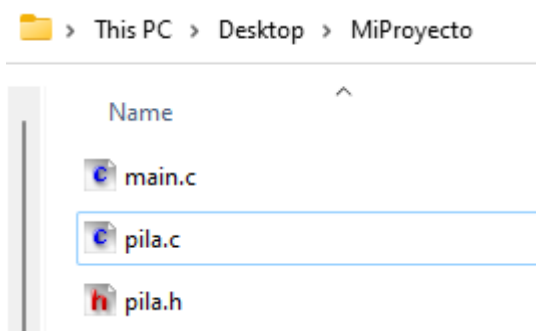 This PC > Desktop > MiProyecto
Name
main.c
pila.c
pila.h